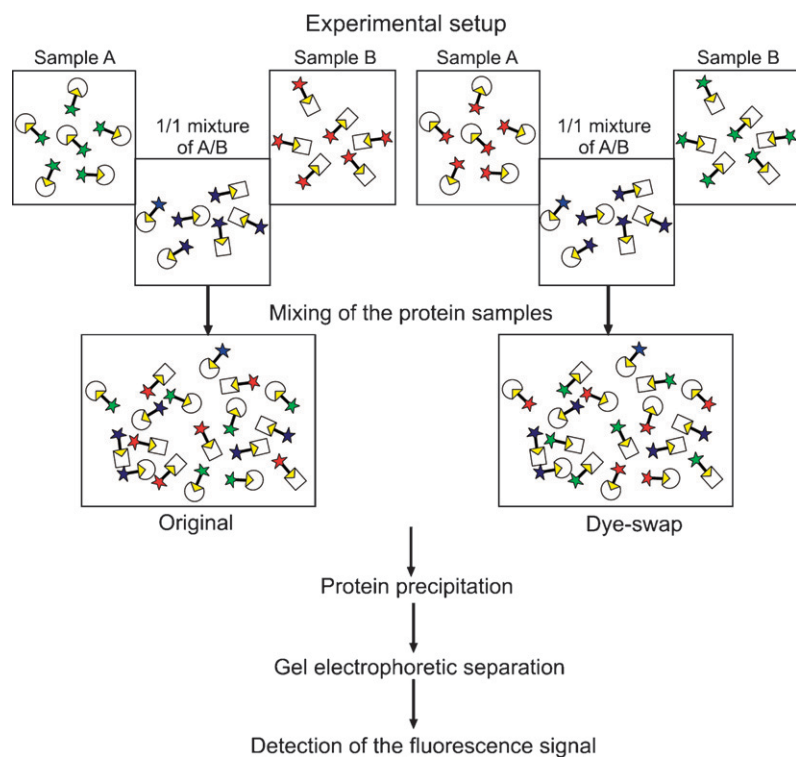 Experimental setup
Sample A
Sample B
Sample A
Sample B
1/1 mixture
of A/B
1/1 mixture
of A/B
Mixing of the protein samples
Original
Dye-swap
Protein precipitation
Gel electrophoretic separation
Detection of the fluorescence signal